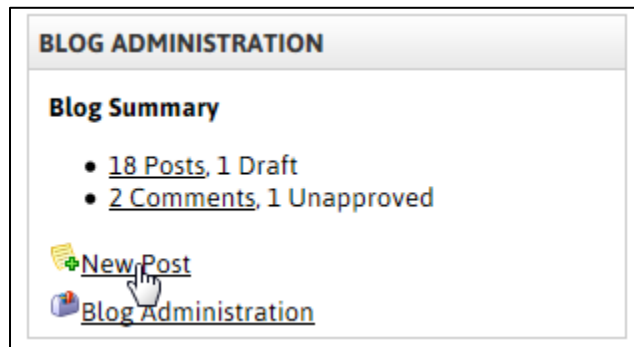 BLOG ADMINISTRATION
Blog Summary
• 18 Posts, 1 Draft
• 2 Comments, 1 Unapproved
New Post
Blog Administration